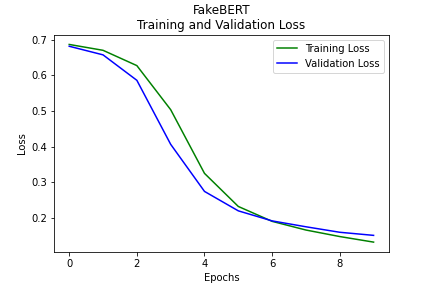 FakeBERT
Training and Validation Loss
Training Loss
Validation Loss
0.7
0.6
0.5
0.4
0.3
0.2
Loss
0 2 4 6 8
Epochs